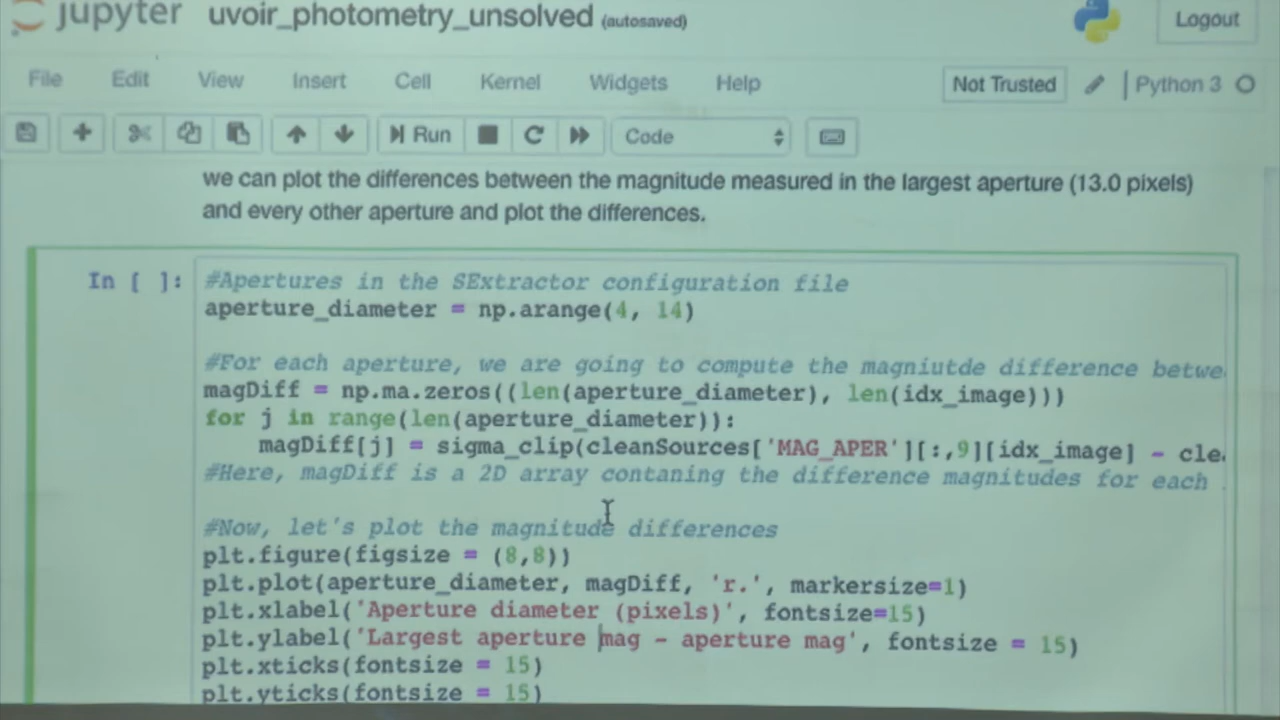 jupyter uvoir_photometry_unsolved (autosaved) Logout
File Edit View Insert Cell Kernel Widgets Help Not Trusted Python 3
Run Code
we can plot the differences between the magnitude measured in the largest aperture (13.0 pixels)
and every other aperture and plot the differences.
In [ ]: #Apertures in the SExtractor configuration file
aperture_diameter = np.arange(4, 14)
#For each aperture, we are going to compute the magniutde difference betwe
magDiff = np.ma.zeros((len(aperture_diameter), len(idx_image)))
for j in range(len(aperture_diameter)):
magDiff[j] = sigma_clip(cleanSources['MAG_APER'][:,9][idx_image] - cle
#Here, magDiff is a 2D array contaning the difference magnitudes for each
#Now, let's plot the magnitude differences
plt.figure(figsize = (8,8))
plt.plot(aperture_diameter, magDiff, 'r.', markersize=1)
plt.xlabel('Aperture diameter (pixels)', fontsize=15)
plt.ylabel('Largest aperture mag - aperture mag', fontsize = 15)
plt.xticks(fontsize = 15)
plt.yticks(fontsize = 15)